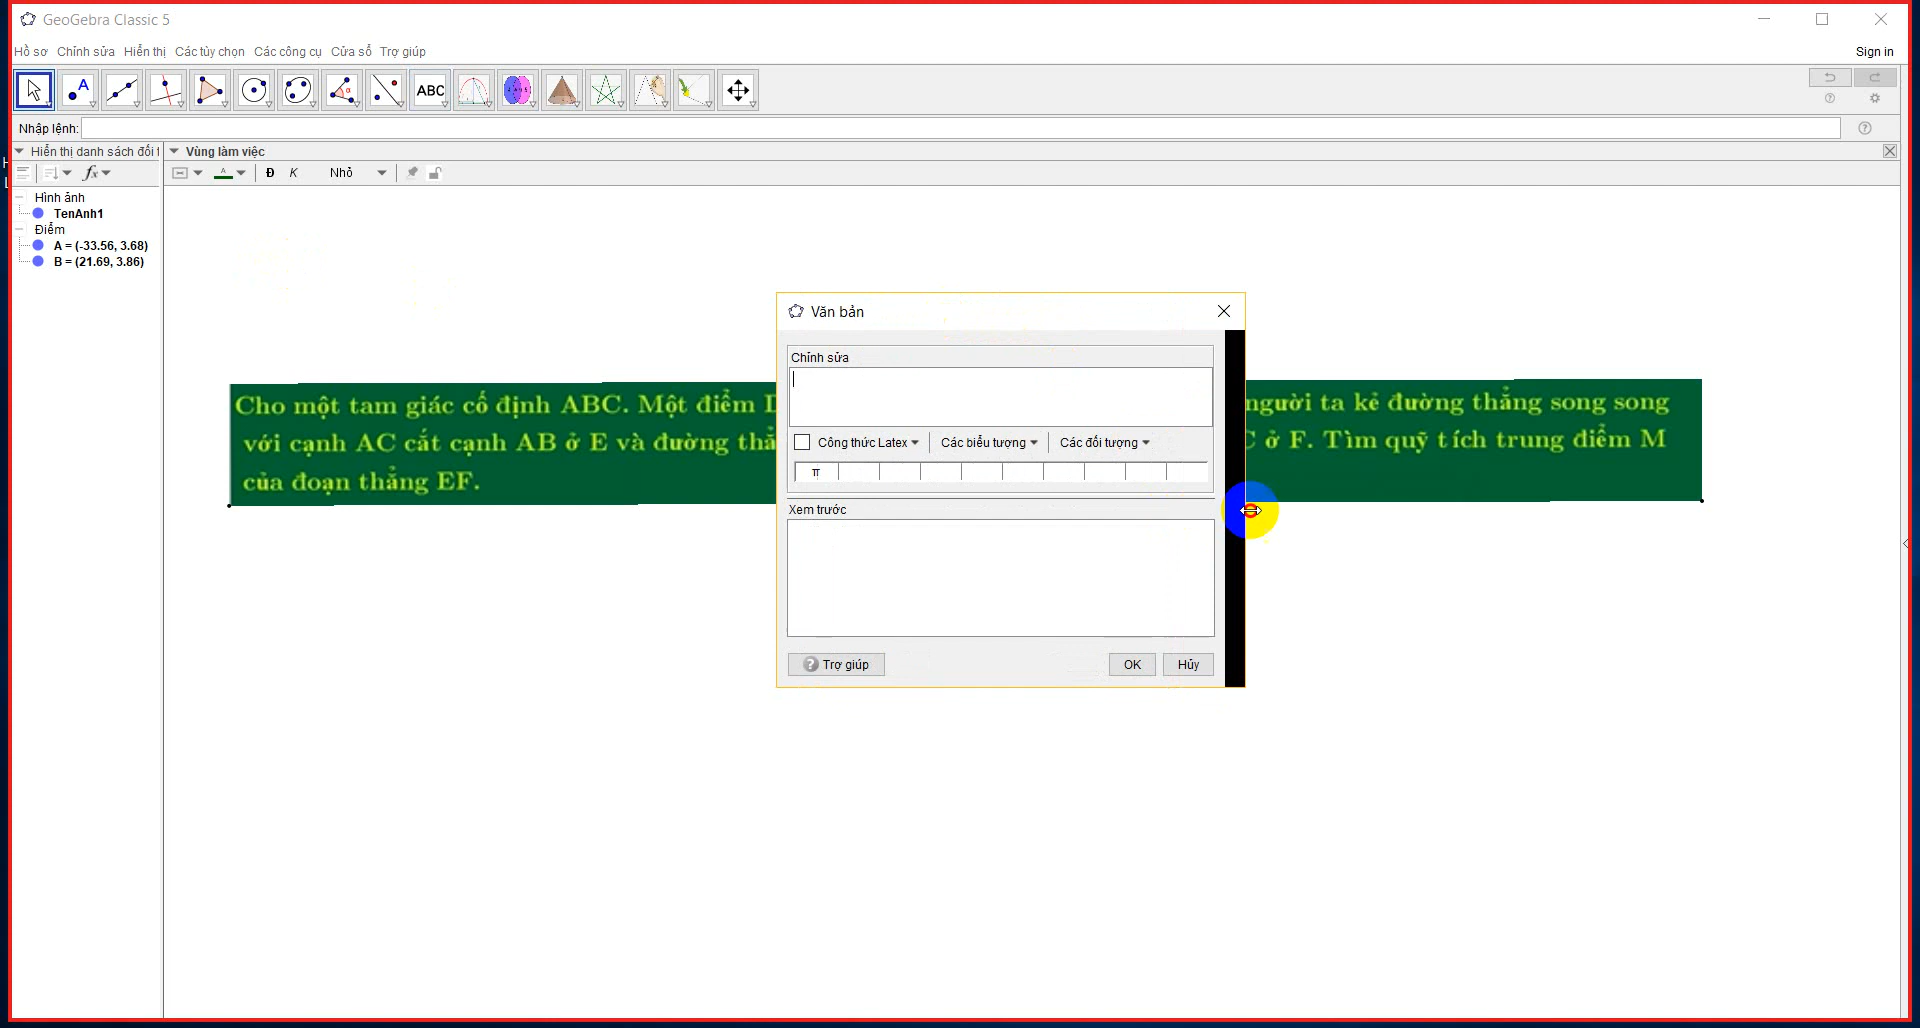 GeoGebra Classic 5
Hồ sơ Chỉnh sửa Hiển thị Các tùy chọn Các công cụ Cửa sổ Trợ giúp
Sign in
A
α
ABC
Nhập lệnh:
Hiển thị danh sách đối t
Vùng làm việc
fx
A
Đ K Nhỏ
Hình ảnh
TenAnh1
Điểm
A = (-33.56, 3.68)
B = (21.69, 3.86)
Văn bản
Chỉnh sửa
Công thức Latex
Các biểu tượng
Các đối tượng
π
Xem trước
Trợ giúp
OK
Hủy
Cho một tam giác cố định ABC. Một điểm D người ta kẻ đường thẳng song song
với cạnh AC cắt cạnh AB ở E và đường thẳ C ở F. Tìm quỹ tích trung điểm M
của đoạn thẳng EF.